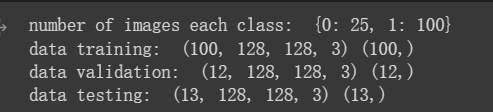 number of images each class:  {0: 25, 1: 100}
data training:  (100, 128, 128, 3) (100,)
data validation:  (12, 128, 128, 3) (12,)
data testing:  (13, 128, 128, 3) (13,)